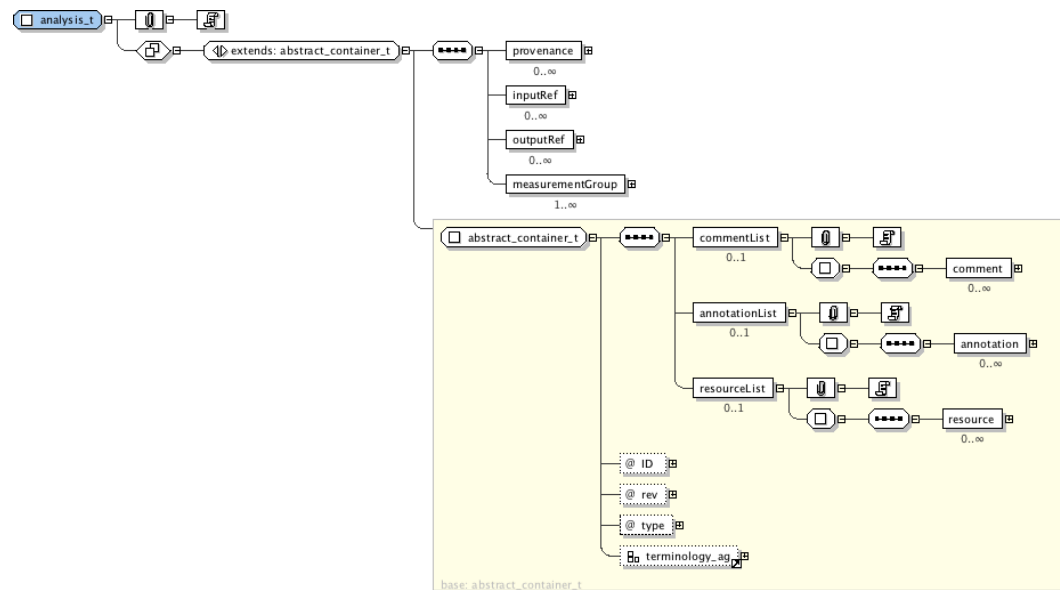 analysis_t
extends: abstract_container_t
provenance
0..∞
inputRef
0..∞
outputRef
0..∞
measurementGroup
1..∞
abstract_container_t
commentList
0..1
comment
0..∞
annotationList
0..1
annotation
0..∞
resourceList
0..1
resource
0..∞
@ ID
@ rev
@ type
terminology_ag
base: abstract_container_t